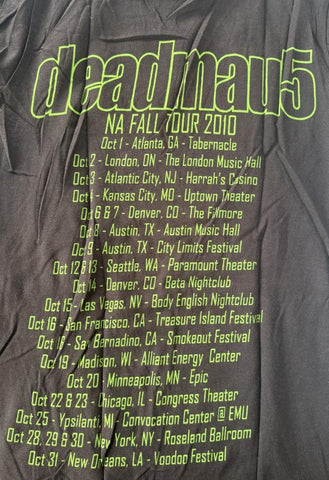 deadmau5
NA FALL TOUR 2010
Oct 1 - Atlanta, GA - Tabernacle
Oct 2 - London, ON - The London Music Hall
Oct 3 - Atlantic City, NJ - Harrah's Casino
Oct 4 - Kansas City, MO - Uptown Theater
Oct 6 & 7 - Denver, CO - The Fillmore
Oct 8 - Austin, TX - Austin Music Hall
Oct 9 - Austin, TX - City Limits Festival
Oct 12 & 13 - Seattle, WA - Paramount Theater
Oct 14 - Denver, CO - Beta Nightclub
Oct 15 - Las Vegas, NV - Body English Nightclub
Oct 16 - San Francisco, CA - Treasure Island Festival
Oct 16 - San Bernadino, CA - Smokeout Festival
Oct 19 - Madison, WI - Alliant Energy Center
Oct 20 - Minneapolis, MN - Epic
Oct 22 & 23 - Chicago, IL - Congress Theater
Oct 25 - Ypsilanti, MI - Convocation Center @ EMU
Oct 28, 29 & 30 - New York, NY - Roseland Ballroom
Oct 31 - New Orleans, LA - Voodoo Festival